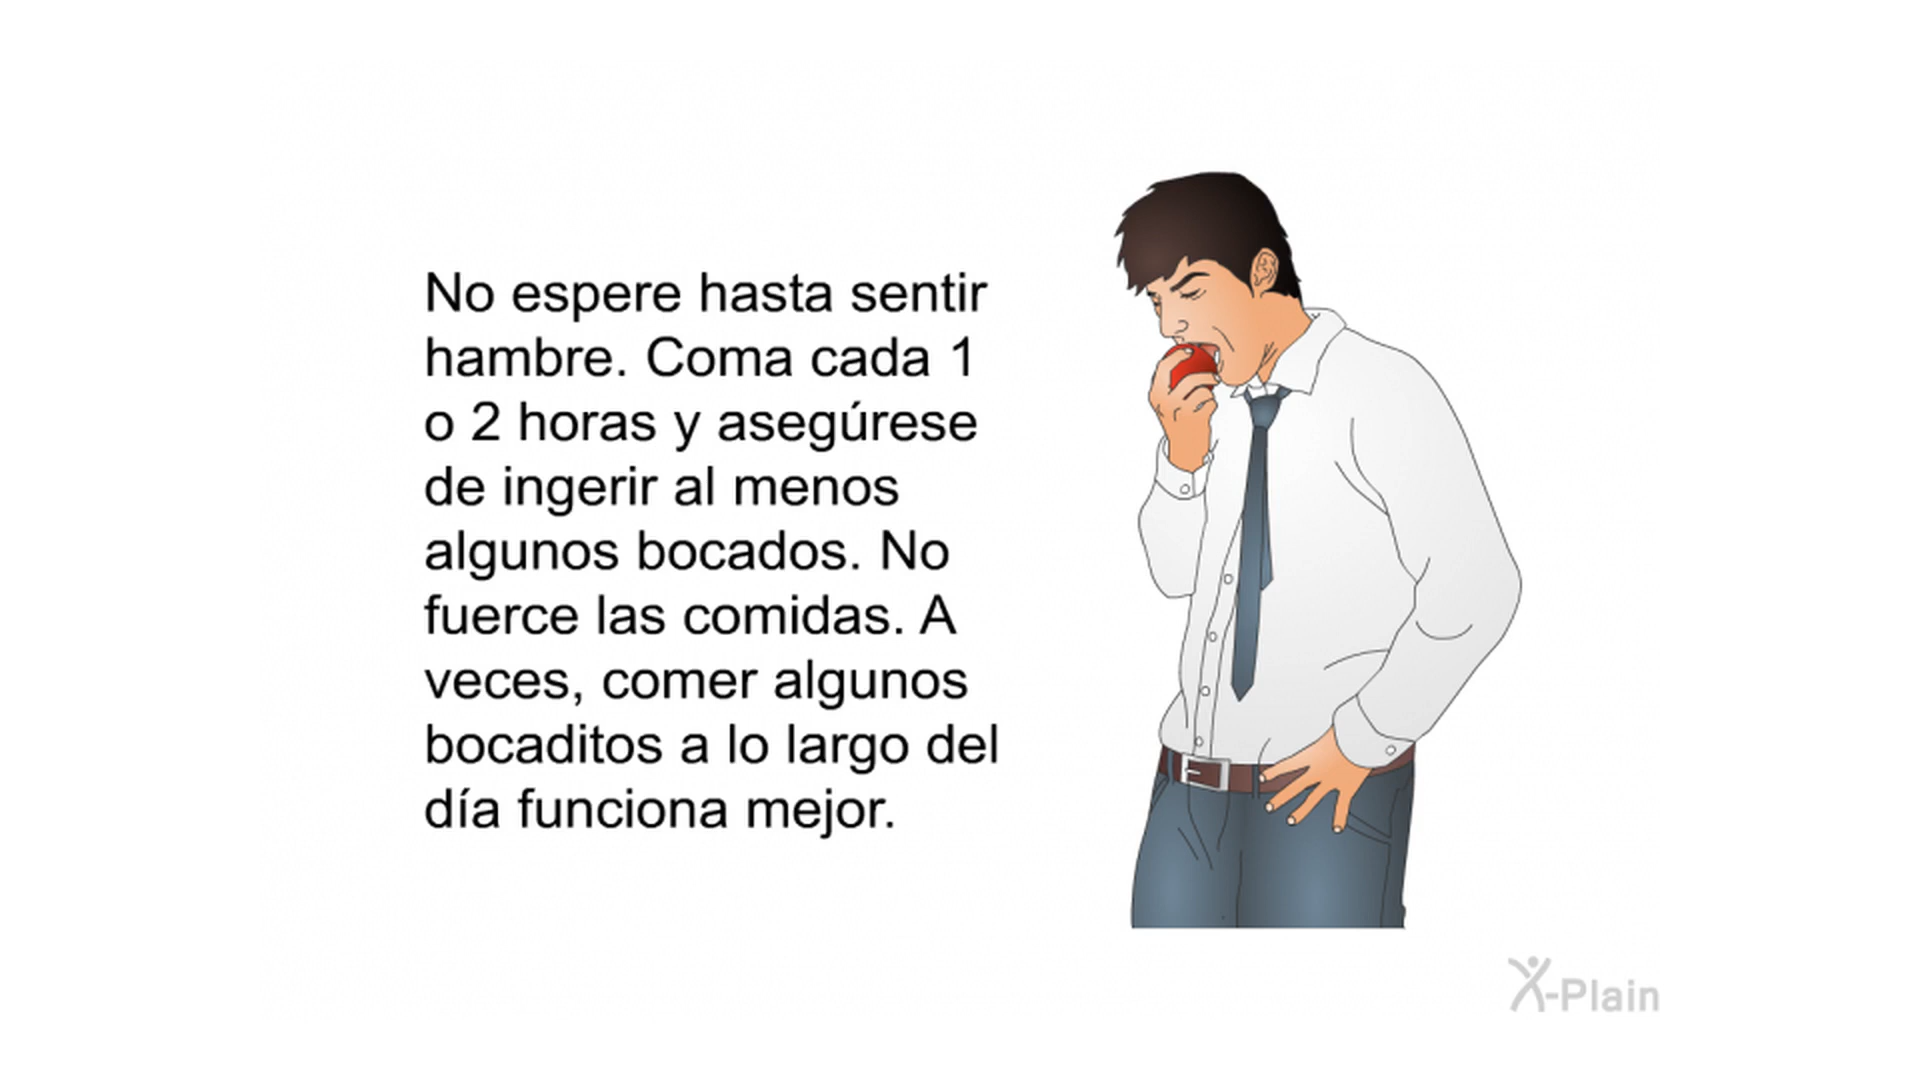 No espere hasta sentir
hambre. Coma cada 1
o 2 horas y asegúrese
de ingerir al menos
algunos bocados. No
fuerce las comidas. A
veces, comer algunos
bocaditos a lo largo del
día funciona mejor.
X-Plain